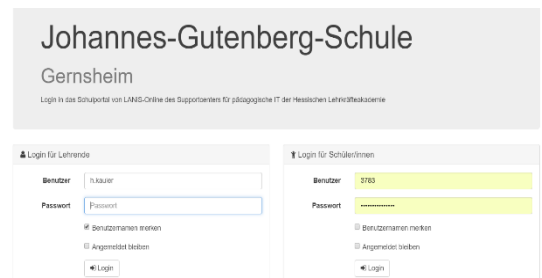 Johannes-Gutenberg-Schule
Gernsheim
Login in das Schulportal von LANIS-Online des Supportcenters für pädagogische IT der Hessischen Lehrkräfteakademie
Login für Lehrende
Benutzer n.kauer
Passwort Passwort
Benutzernamen merken
Angemeldet bleiben
Login
Login für Schüler/innen
Benutzer 3763
Passwort ················
Benutzernamen merken
Angemeldet bleiben
Login